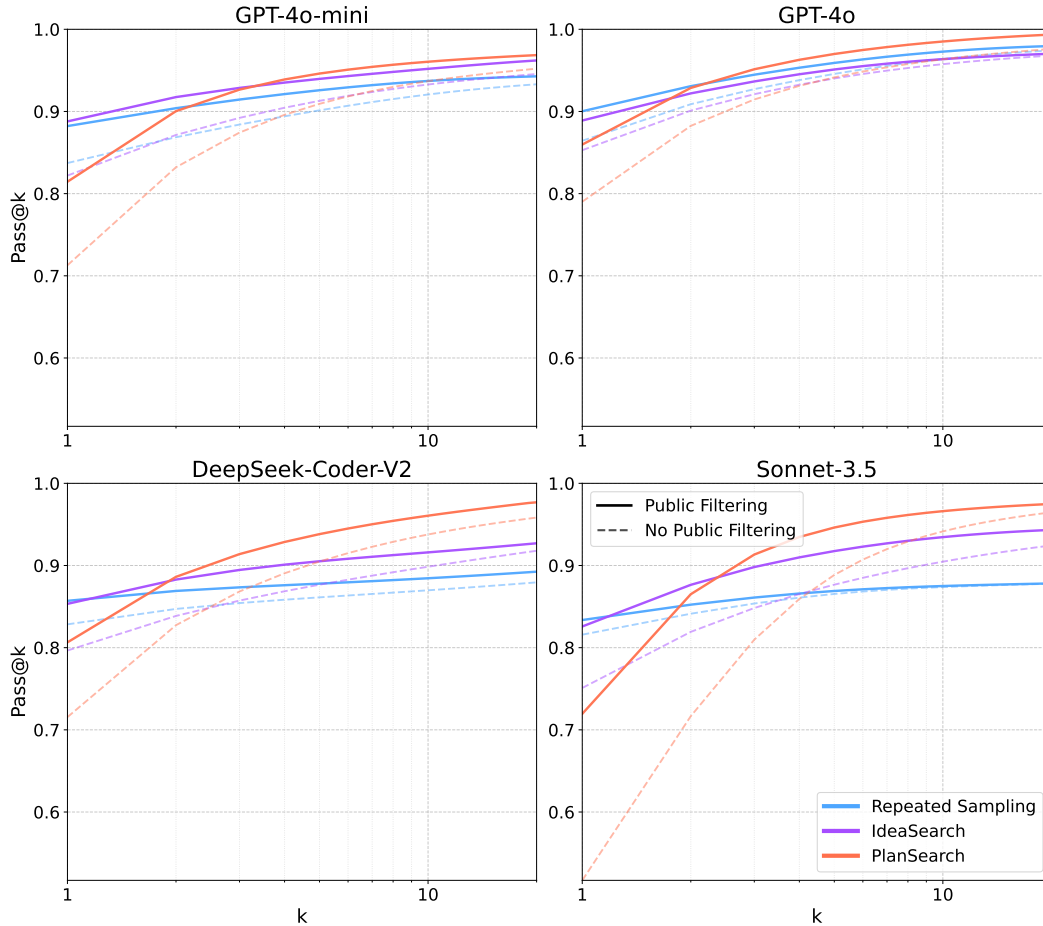 GPT-4o-mini
GPT-4o
1.0
0.9
0.8
0.7
0.6
Pass@k
1
10
1.0
0.9
0.8
0.7
0.6
1
10
DeepSeek-Coder-V2
Sonnet-3.5
1.0
0.9
0.8
0.7
0.6
Pass@k
1
10
k
1.0
0.9
0.8
0.7
0.6
Public Filtering
No Public Filtering
Repeated Sampling
IdeaSearch
PlanSearch
1
10
k